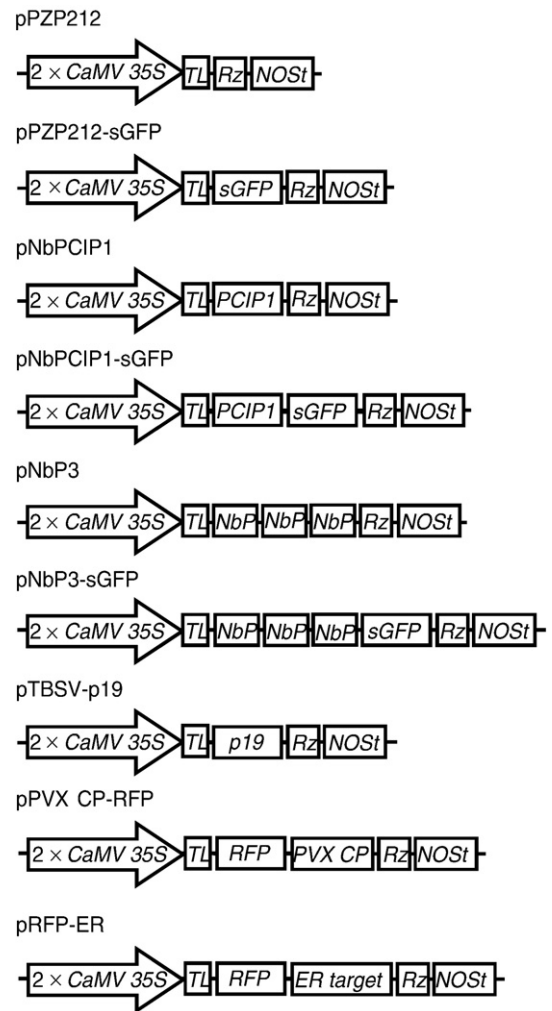 pPZP212
2 × CaMV 35S TL Rz NOSt
pPZP212-sGFP
2 × CaMV 35S TL sGFP Rz NOSt
pNbPCIP1
2 × CaMV 35S TL PCIP1 Rz NOSt
pNbPCIP1-sGFP
2 × CaMV 35S TL PCIP1 sGFP Rz NOSt
pNbP3
2 × CaMV 35S TL NbP NbP NbP Rz NOSt
pNbP3-sGFP
2 × CaMV 35S TL NbP NbP NbP sGFP Rz NOSt
pTBSV-p19
2 × CaMV 35S TL p19 Rz NOSt
pPVX CP-RFP
2 × CaMV 35S TL RFP PVX CP Rz NOSt
pRFP-ER
2 × CaMV 35S TL RFP ER target Rz NOSt